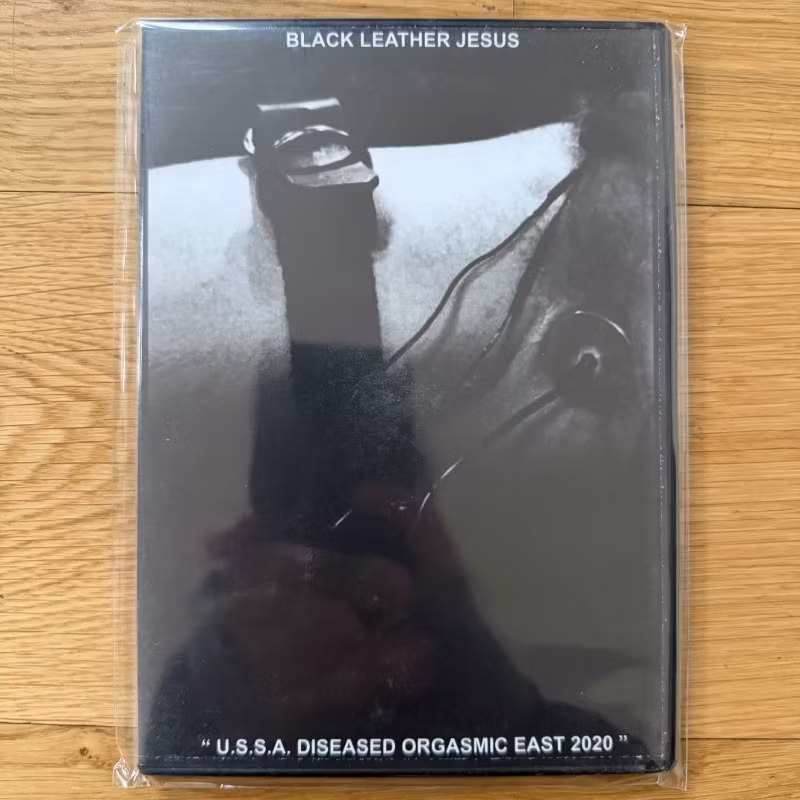 BLACK LEATHER JESUS
“ U.S.S.A. DISEASED ORGASMIC EAST 2020 ”